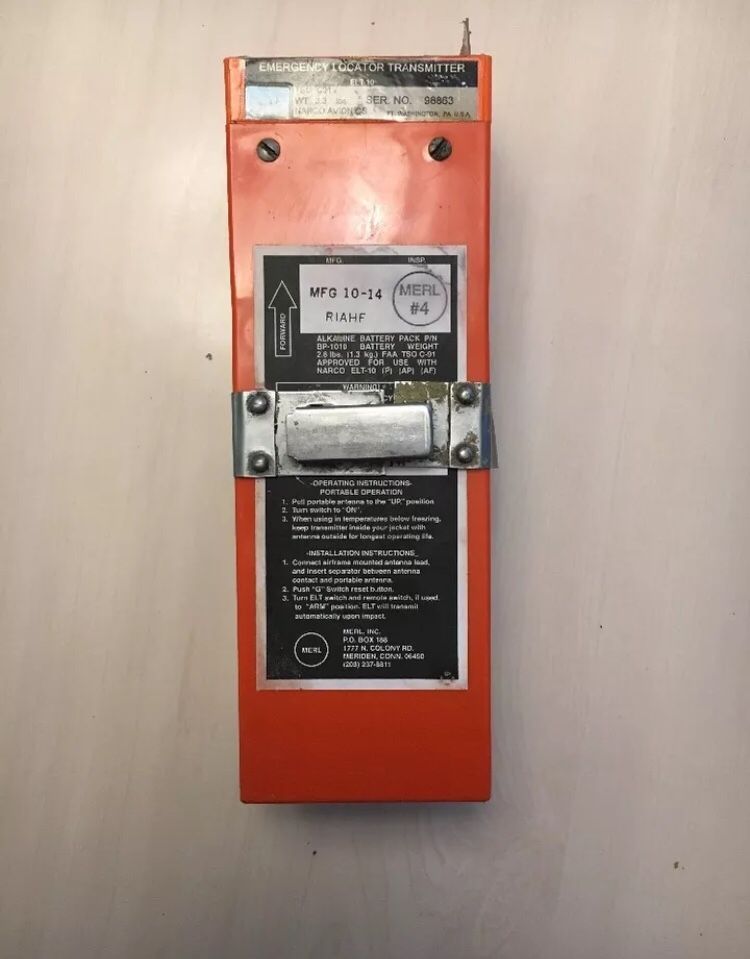 EMERGENCY LOCATOR TRANSMITTER
ELT 10
TSO C91
WT. 3.3 lbs. SER. NO. 98863
NARCO AVIONICS FT. WASHINGTON, PA U.S.A.
MFG. INSP.
MFG 10-14 MERL
RIAHF #4
FORWARD
ALKALINE BATTERY PACK P/N
BP-1010 BATTERY WEIGHT
2.8 lbs. (1.3 kg.) FAA TSO C-91
APPROVED FOR USE WITH
NARCO ELT-10 (P) (AP) (AF)
WARNING!
-OPERATING INSTRUCTIONS-
PORTABLE OPERATION
1. Pull portable antenna to the "UP," position
2. Turn switch to "ON".
3. When using in temperatures below freezing,
keep transmitter inside your jacket with
antenna outside for longest operating life.
-INSTALLATION INSTRUCTIONS-
1. Connect airframe mounted antenna lead,
and insert separator between antenna
contact and portable antenna.
2. Push "G" Switch reset button.
3. Turn ELT switch and remote switch, if used,
to "ARM" position. ELT will transmit
automatically upon impact.
MERL
MERL, INC.
P.O. BOX 188
1777 N. COLONY RD.
MERIDEN, CONN. 06450
(203) 237-8811